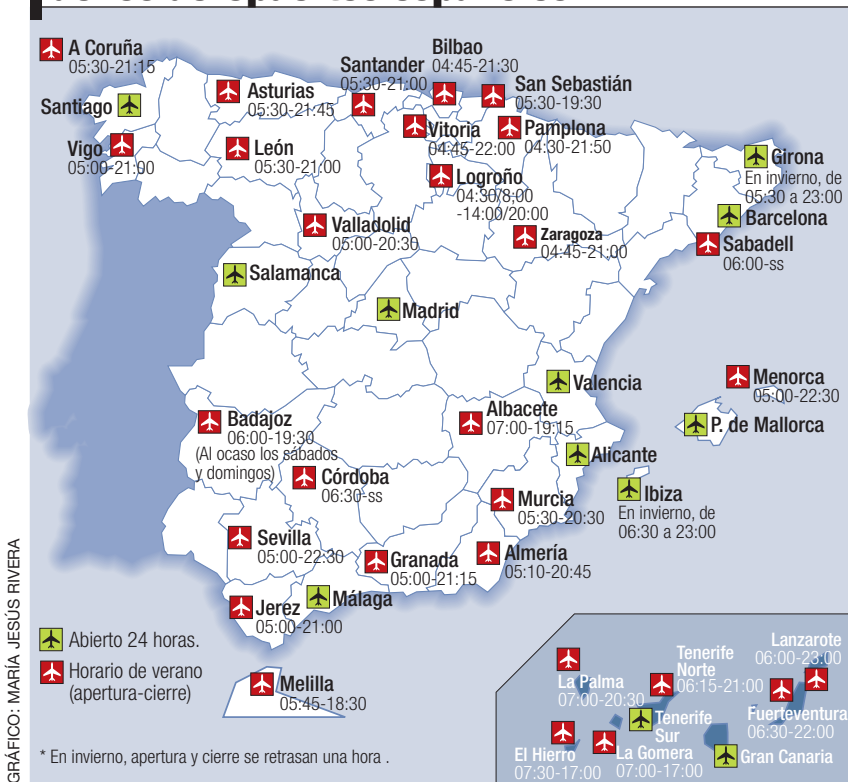 A Coruña
05:30-21:15
Santiago
Vigo
05:00-21:00
Asturias
05:30-21:45
León
05:30-21:00
Santander
05:30-21:00
Bilbao
04:45-21:30
San Sebastián
05:30-19:30
Vitoria
04:45-22:00
Pamplona
04:30-21:50
Logroño
04:30/8:00
-14:00/20:00
Valladolid
05:00-20:30
Zaragoza
04:45-21:00
Girona
En invierno, de
05:30 a 23:00
Barcelona
Sabadell
06:00-ss
Salamanca
Madrid
Valencia
Menorca
05:00-22:30
P. de Mallorca
Badajoz
06:00-19:30
(Al ocaso los sábados
y domingos)
Albacete
07:00-19:15
Alicante
Ibiza
En invierno, de
06:30 a 23:00
Córdoba
06:30-ss
Murcia
05:30-20:30
Sevilla
05:00-22:30
Granada
05:00-21:15
Almería
05:10-20:45
Jerez
05:00-21:00
Málaga
Melilla
05:45-18:30
Abierto 24 horas.
Horario de verano
(apertura-cierre)
* En invierno, apertura y cierre se retrasan una hora .
La Palma
07:00-20:30
Tenerife
Norte
06:15-21:00
Lanzarote
06:00-23:00
Fuerteventura
06:30-22:00
Tenerife
Sur
El Hierro
07:30-17:00
La Gomera
07:00-17:00
Gran Canaria
GRÁFICO: MARÍA JESÚS RIVERA